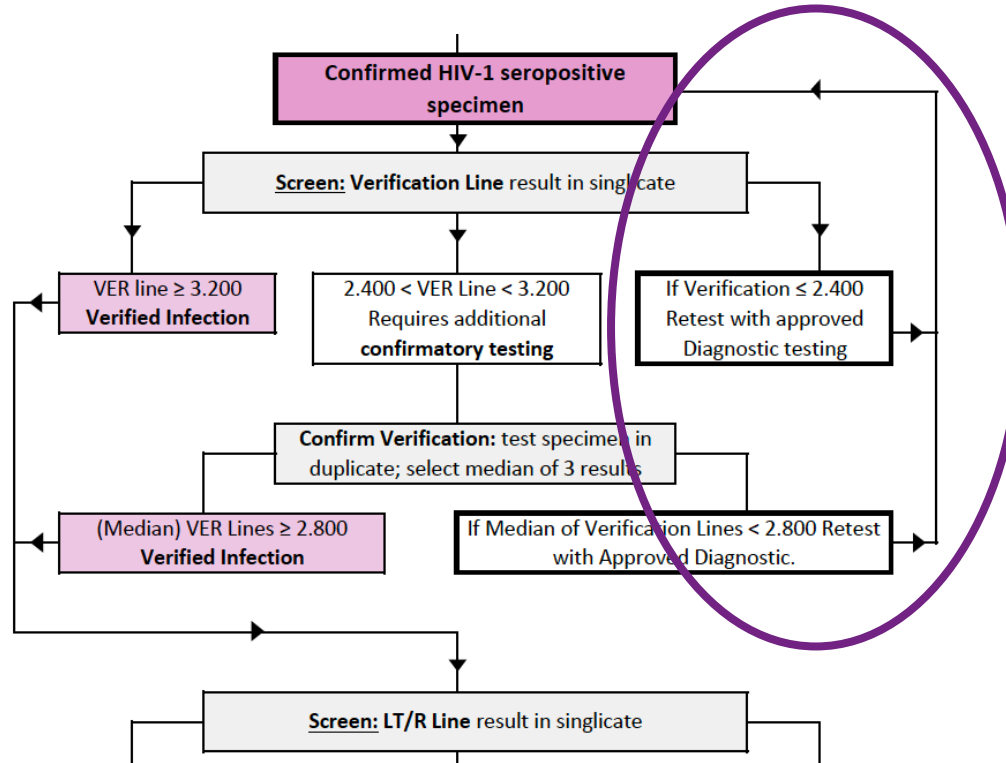 Confirmed HIV-1 seropositive
specimen
Screen: Verification Line result in singlicate
VER line ≥ 3.200
Verified Infection
2.400 < VER Line < 3.200
Requires additional
confirmatory testing
If Verification ≤ 2.400
Retest with approved
Diagnostic testing
Confirm Verification: test specimen in
duplicate; select median of 3 results
(Median) VER Lines ≥ 2.800
Verified Infection
If Median of Verification Lines < 2.800 Retest
with Approved Diagnostic.
Screen: LT/R Line result in singlicate